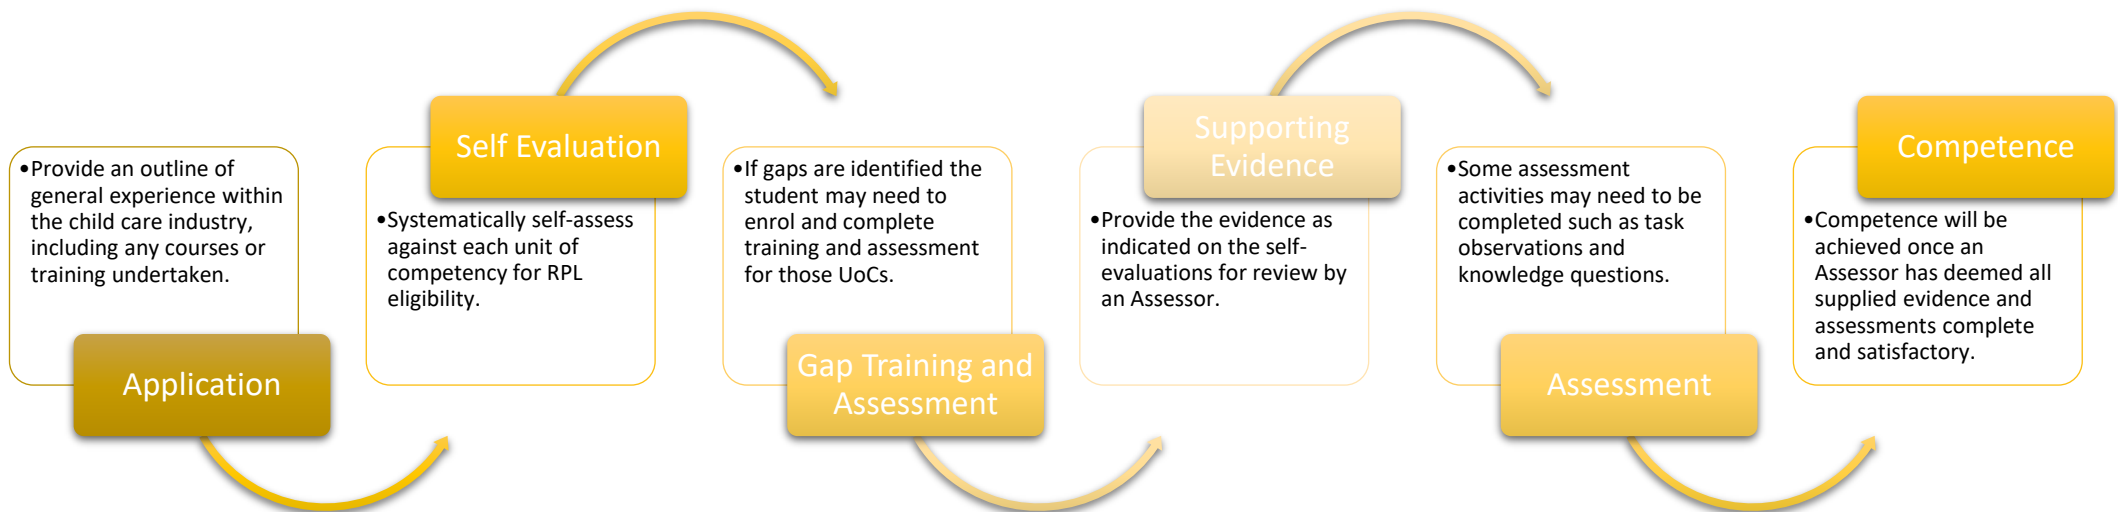 •Provide an outline of
general experience within
the child care industry,
including any courses or
training undertaken.
Application
Self Evaluation
•Systematically self-assess
against each unit of
competency for RPL
eligibility.
•If gaps are identified the
student may need to
enrol and complete
training and assessment
for those UoCs.
Gap Training and
Assessment
Supporting
Evidence
•Provide the evidence as
indicated on the self-
evaluations for review by
an Assessor.
•Some assessment
activities may need to be
completed such as task
observations and
knowledge questions.
Assessment
Competence
•Competence will be
achieved once an
Assessor has deemed all
supplied evidence and
assessments complete
and satisfactory.